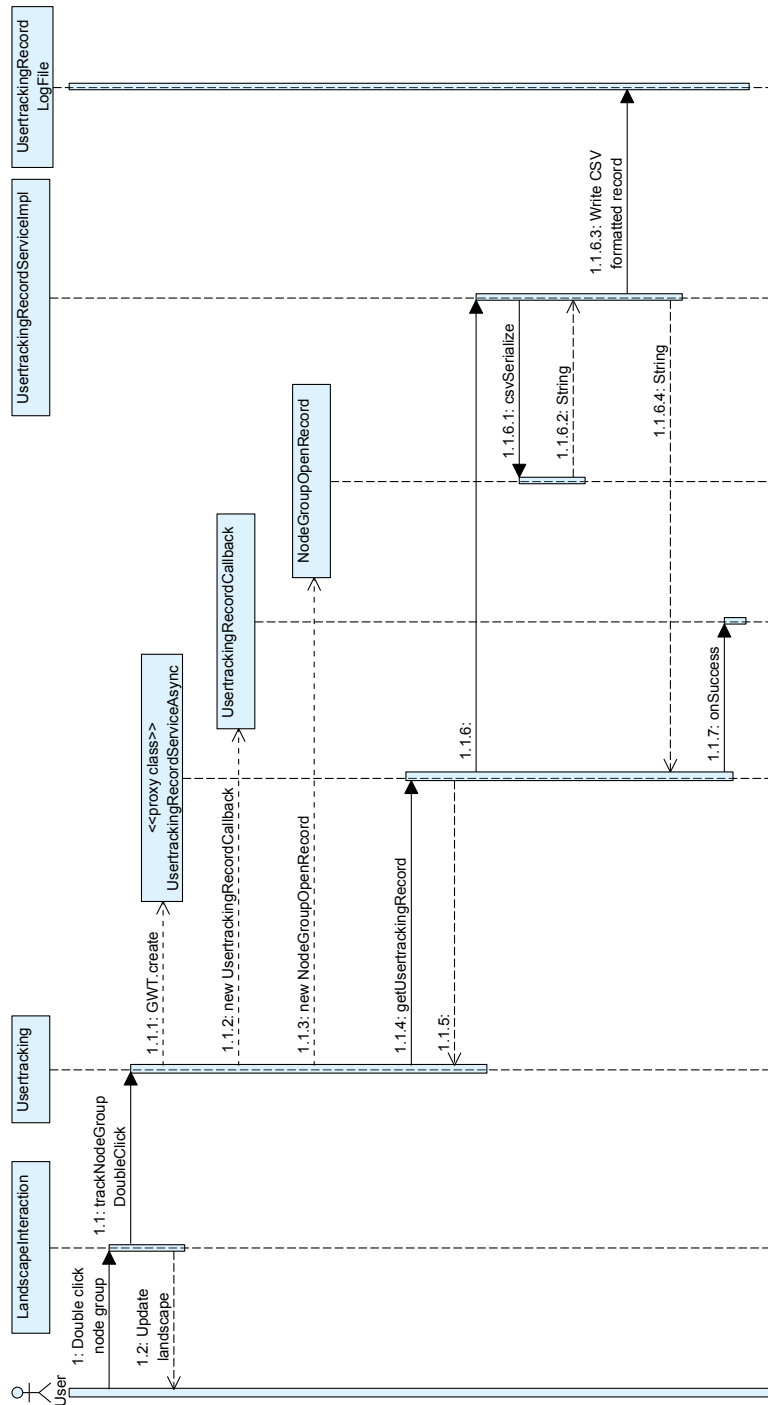 User
LandscapeInteraction
Usertracking
UsertrackingRecordServiceImpl
UsertrackingRecord
LogFile
1: Double click
node group
1.1: trackNodeGroup
DoubleClick
1.2: Update
landscape
1.1.1: GWT.create
<<proxy class>>
UsertrackingRecordServiceAsync
1.1.2: new UsertrackingRecordCallback
UsertrackingRecordCallback
1.1.3: new NodeGroupOpenRecord
NodeGroupOpenRecord
1.1.4: getUsertrackingRecord
1.1.5:
1.1.6:
1.1.6.1: csvSerialize
1.1.6.2: String
1.1.6.3: Write CSV
formatted record
1.1.6.4: String
1.1.7: onSuccess